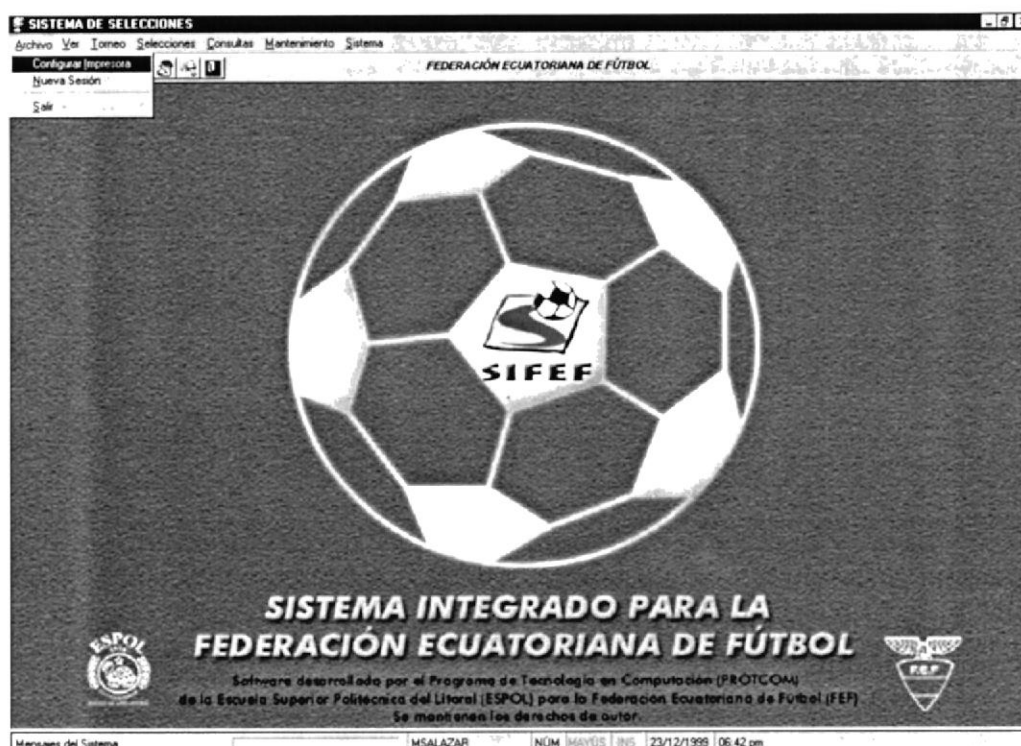 SISTEMA DE SELECCIONES
Archivo Ver Torneo Selecciones Consultas Mantenimiento Sistema
Configurar Impresora
FEDERACIÓN ECUATORIANA DE FÚTBOL
Nueva Sesión
Salir
SIFEF
SISTEMA INTEGRADO PARA LA
FEDERACIÓN ECUATORIANA DE FÚTBOL
ESPOL
F.E.F
Software desarrollado por el Programa de Tecnología en Computación (PROTCOM)
de la Escuela Superior Politécnica del Litoral (ESPOL) para la Federación Ecuatoriana de Fútbol (FEF)
Se mantienen los derechos de autor.
Mensajes del Sistema MSALAZAR NÚM MAYÚS INS 23/12/1999 06:42 pm